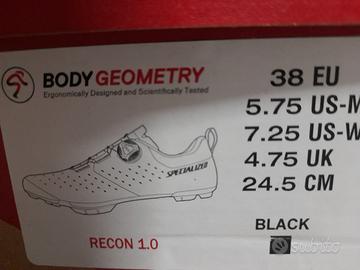 BODY GEOMETRY
Ergonomically Designed and Scientifically Tested
38 EU
5.75 US-M
7.25 US-W
4.75 UK
24.5 CM
SPECIALIZED
BLACK
RECON 1.0
subito